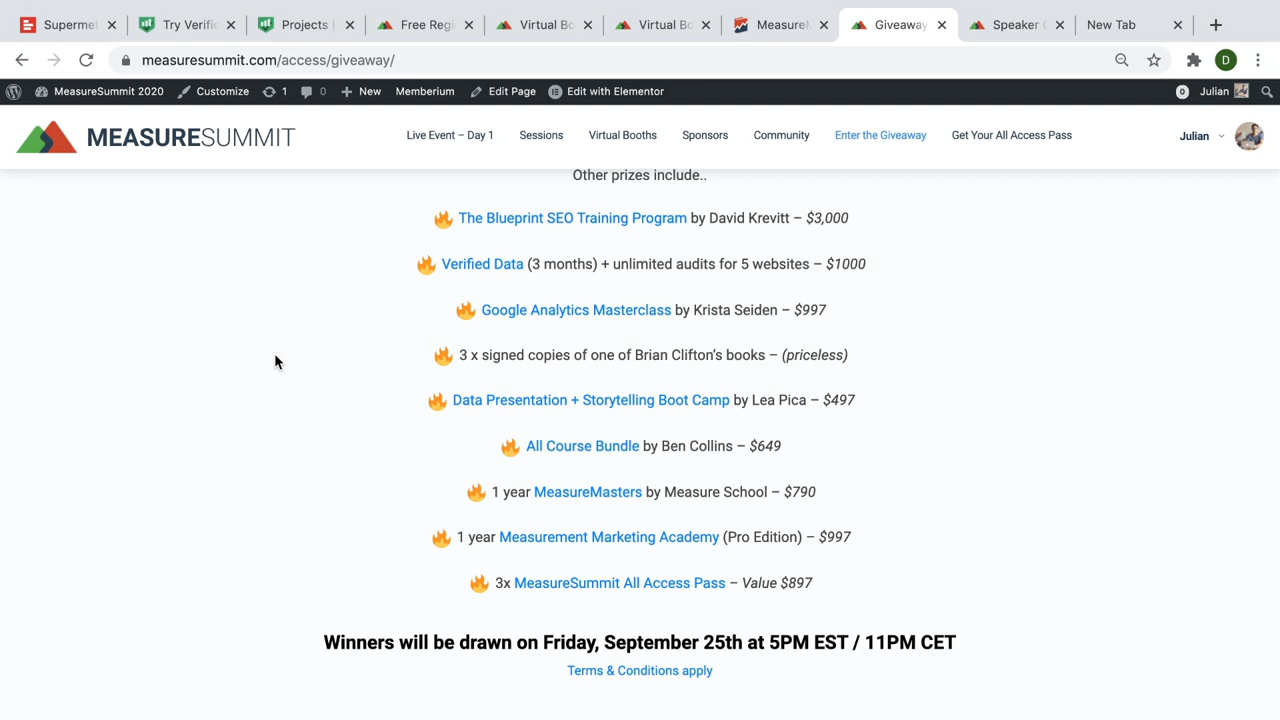 Supermet
Try Verifie
Projects
Free Regi
Virtual Bo
Virtual Bo
MeasureM
Giveaway
Speaker
New Tab
measuresummit.com/access/giveaway/
D
MeasureSummit 2020
Customize
1
0
New
Memberium
Edit Page
Edit with Elementor
0
Julian
MEASURESUMMIT
Live Event – Day 1
Sessions
Virtual Booths
Sponsors
Community
Enter the Giveaway
Get Your All Access Pass
Julian
Other prizes include..
The Blueprint SEO Training Program by David Krevitt – $3,000
Verified Data (3 months) + unlimited audits for 5 websites – $1000
Google Analytics Masterclass by Krista Seiden – $997
3 x signed copies of one of Brian Clifton's books – (priceless)
Data Presentation + Storytelling Boot Camp by Lea Pica – $497
All Course Bundle by Ben Collins – $649
1 year MeasureMasters by Measure School – $790
1 year Measurement Marketing Academy (Pro Edition) – $997
3x MeasureSummit All Access Pass – Value $897
Winners will be drawn on Friday, September 25th at 5PM EST / 11PM CET
Terms & Conditions apply